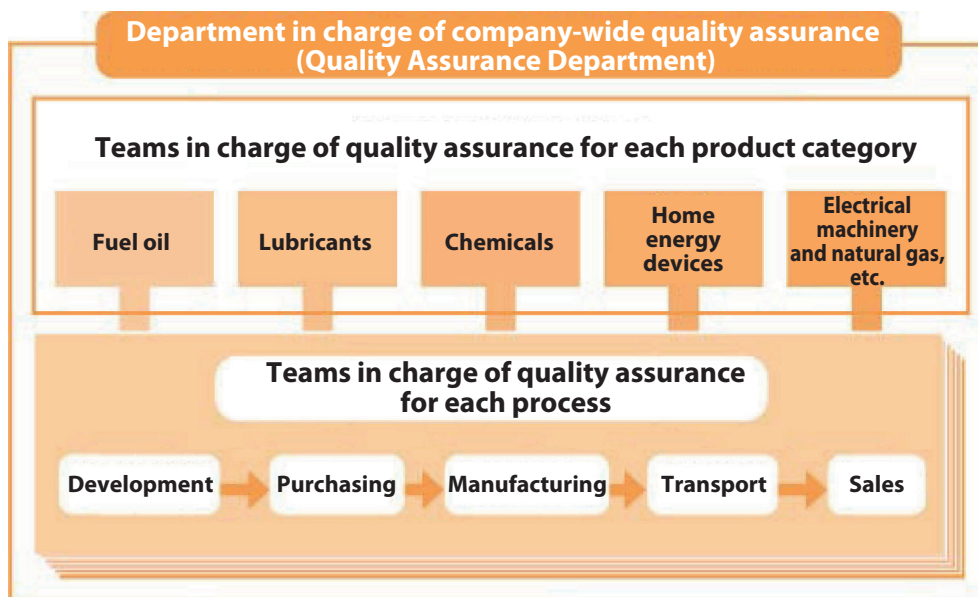 Department in charge of company-wide quality assurance
(Quality Assurance Department)
Teams in charge of quality assurance for each product category
Fuel oil
Lubricants
Chemicals
Home
energy
devices
Electrical
machinery
and natural gas,
etc.
Teams in charge of quality assurance
for each process
Development
Purchasing
Manufacturing
Transport
Sales